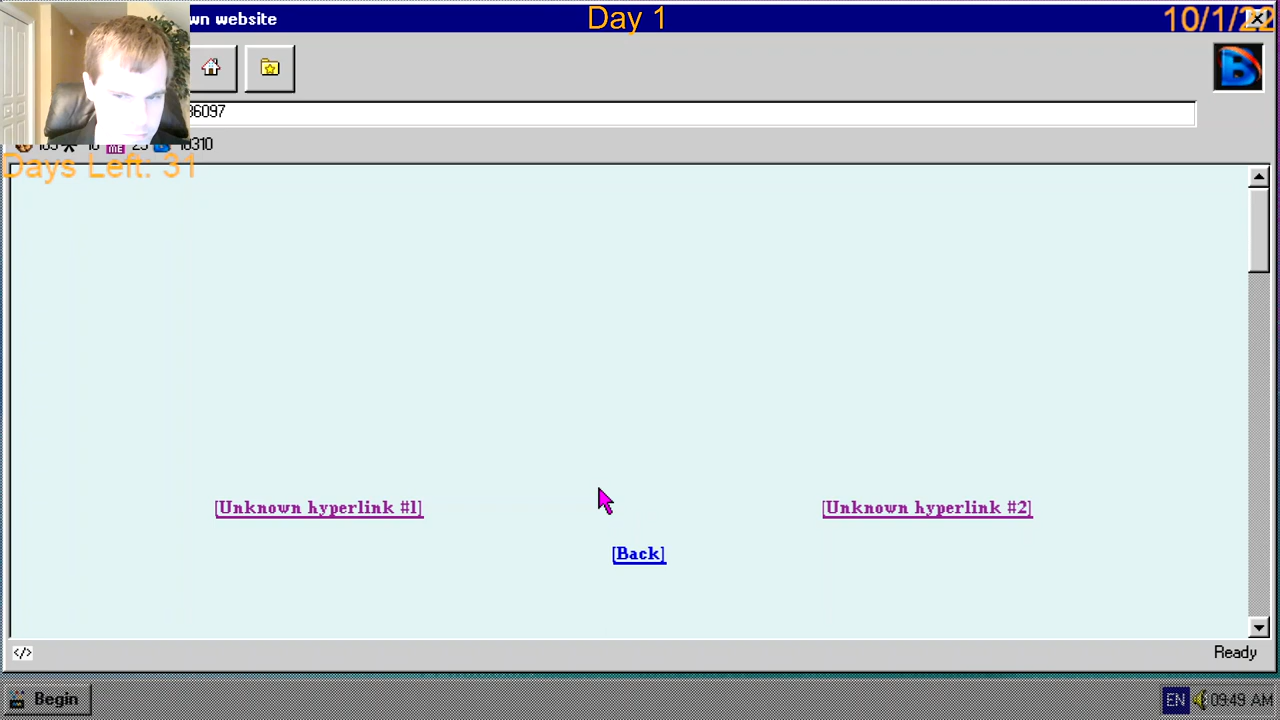 wn website
Day 1
10/1/22
36097
10310
Days Left: 31
[Unknown hyperlink #1]
[Unknown hyperlink #2]
[Back]
</>
Ready
Begin
EN
09:49 AM